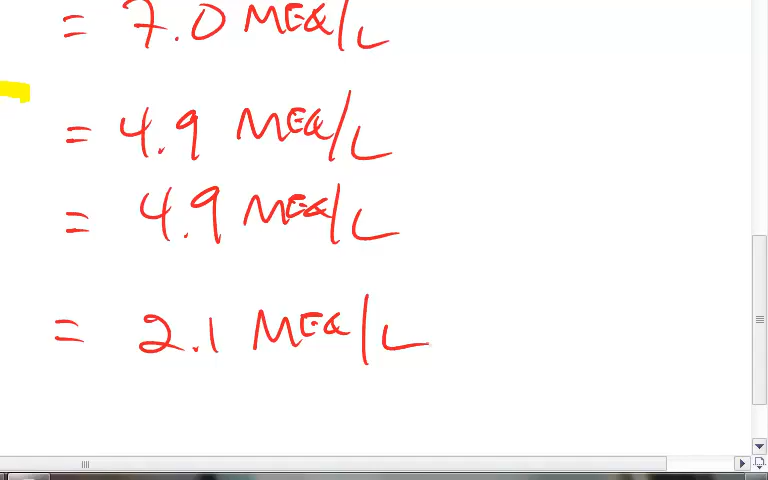 = 7.0 MEQ/L
= 4.9 MEQ/L
= 4.9 MEQ/L
= 2.1 MEQ/L